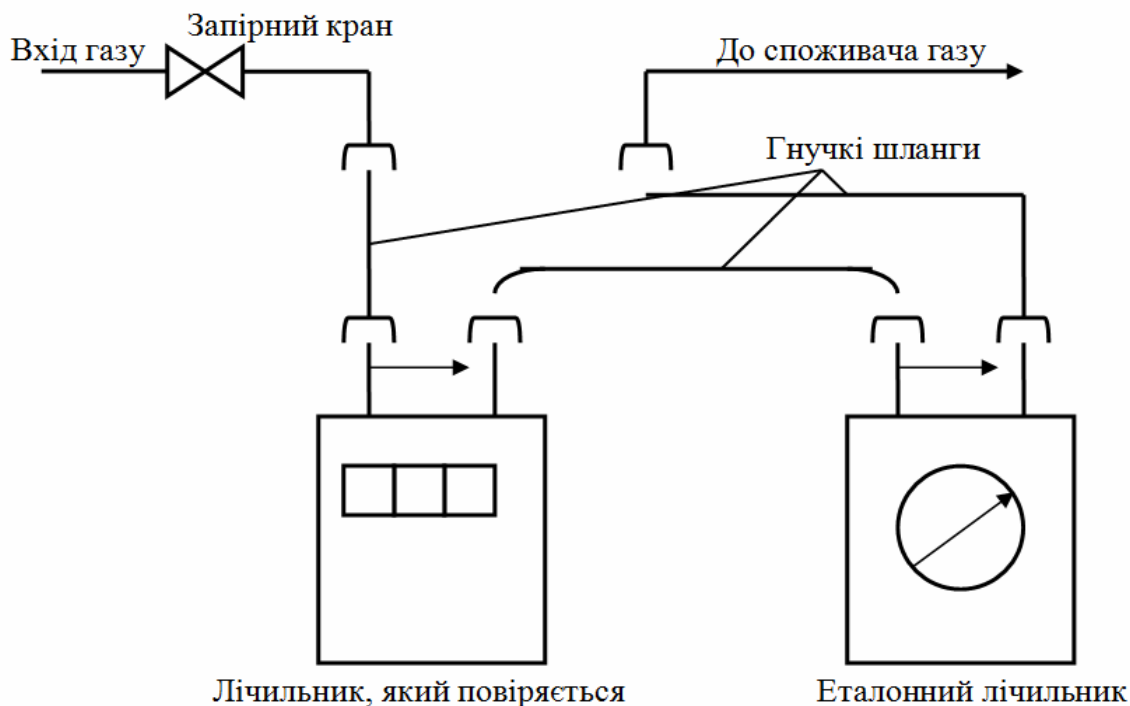 Запірний кран
Вхід газу
До споживача газу
Гнучкі шланги
Лічильник, який повіряється
Еталонний лічильник